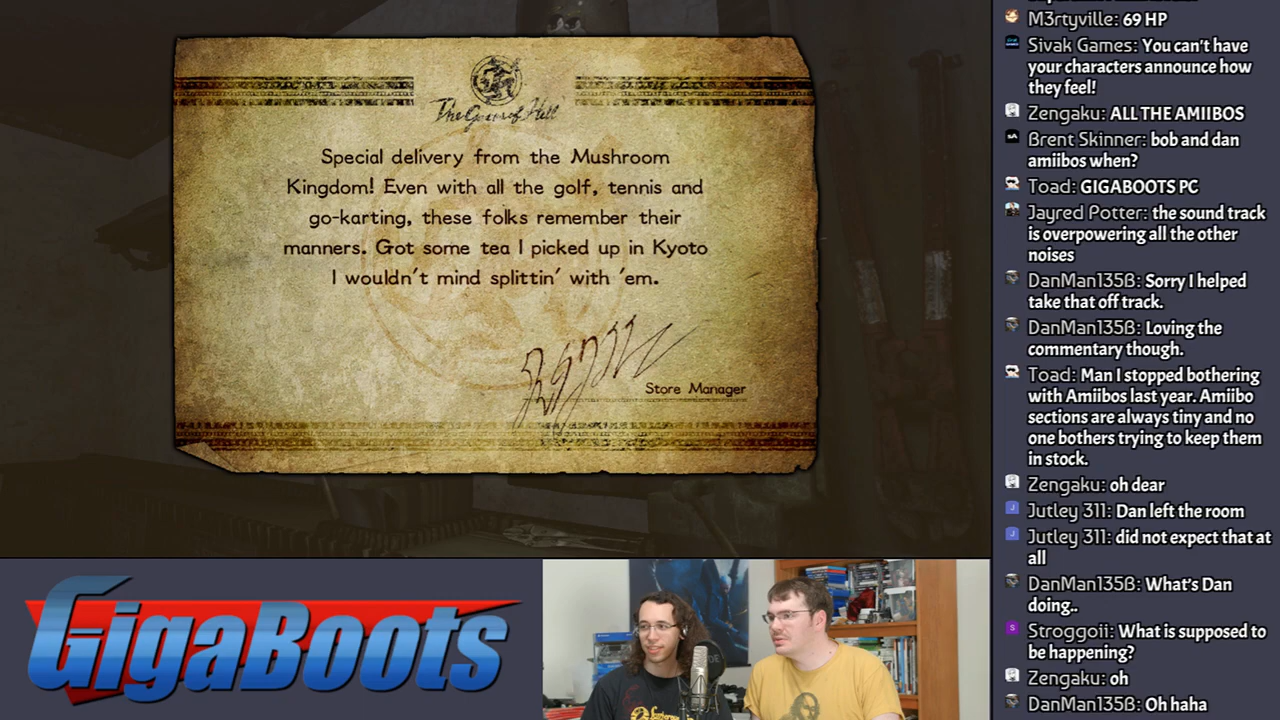 The Gates of Hell
Special delivery from the Mushroom
Kingdom! Even with all the golf, tennis and
go-karting, these folks remember their
manners. Got some tea I picked up in Kyoto
I wouldn't mind splittin' with 'em.
Store Manager
GigaBoots
M3rtyville: 69 HP
Sivak Games: You can't have
your characters announce how
they feel!
Zengaku: ALL THE AMIIBOS
Brent Skinner: bob and dan
amiibos when?
Toad: GIGABOOTS PC
Jayred Potter: the sound track
is overpowering all the other
noises
DanMan135B: Sorry I helped
take that off track.
DanMan135B: Loving the
commentary though.
Toad: Man I stopped bothering
with Amiibos last year. Amiibo
sections are always tiny and no
one bothers trying to keep them
in stock.
Zengaku: oh dear
Jutley 311: Dan left the room
Jutley 311: did not expect that at
all
DanMan135B: What's Dan
doing..
Stroggoii: What is supposed to
be happening?
Zengaku: oh
DanMan135B: Oh haha